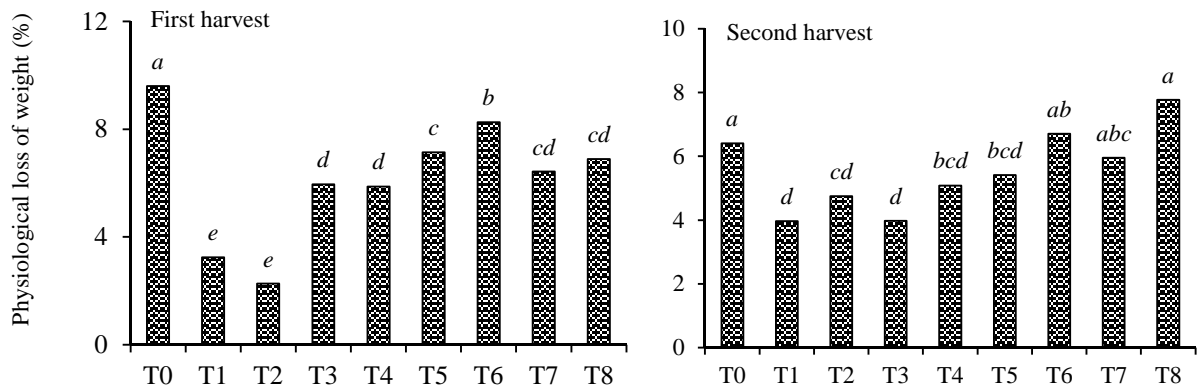 Physiological loss of weight (%)
First harvest
12
8
4
0
a
e
e
d
d
c
b
cd
cd
T0 T1 T2 T3 T4 T5 T6 T7 T8
Second harvest
10
8
6
4
2
0
a
d
cd
d
bcd
bcd
ab
abc
a
T0 T1 T2 T3 T4 T5 T6 T7 T8